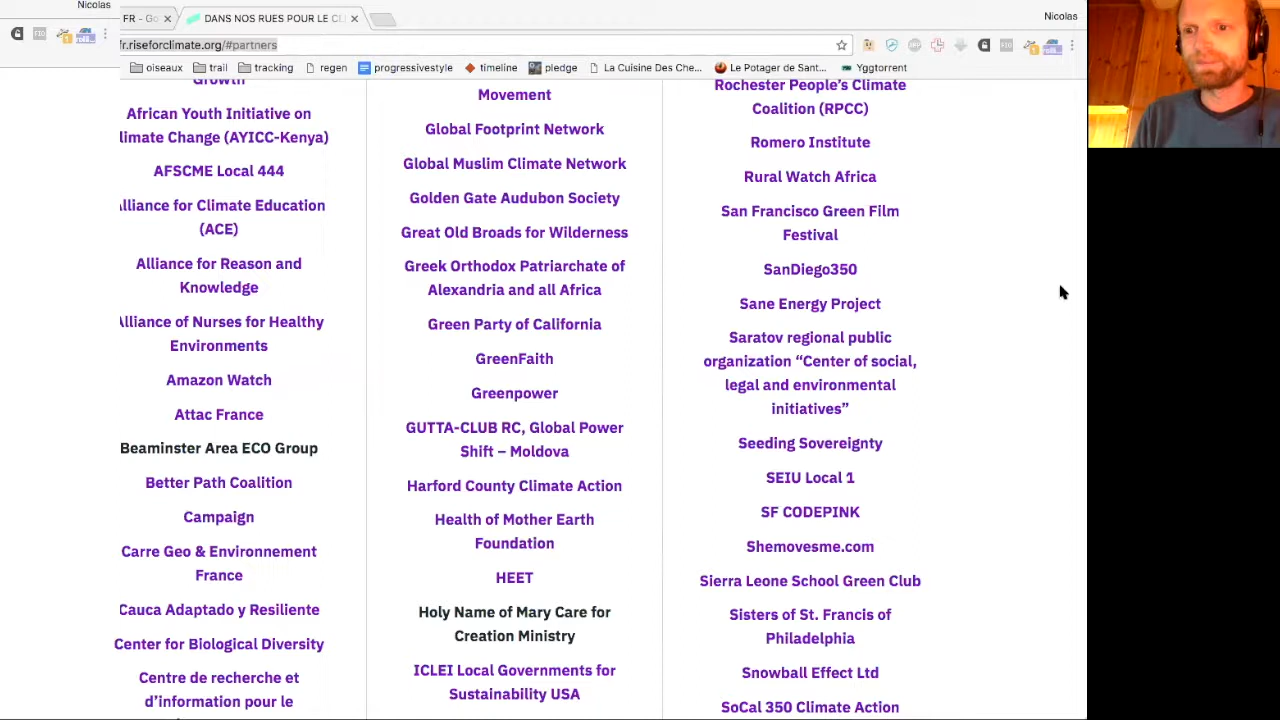 Nicolas
FR - Go
DANS NOS RUES POUR LE CL
Nicolas
fr.riseforclimate.org/#partners
oiseaux
trail
tracking
regen
progressivestyle
timeline
pledge
La Cuisine Des Che...
Le Potager de Sant...
Yggtorrent
Growth
African Youth Initiative on
limate Change (AYICC-Kenya)
AFSCME Local 444
lliance for Climate Education
(ACE)
Alliance for Reason and
Knowledge
lliance of Nurses for Healthy
Environments
Amazon Watch
Attac France
Beaminster Area ECO Group
Better Path Coalition
Campaign
Carre Geo & Environnement
France
Cauca Adaptado y Resiliente
Center for Biological Diversity
Centre de recherche et
d’information pour le
Movement
Global Footprint Network
Global Muslim Climate Network
Golden Gate Audubon Society
Great Old Broads for Wilderness
Greek Orthodox Patriarchate of
Alexandria and all Africa
Green Party of California
GreenFaith
Greenpower
GUTTA-CLUB RC, Global Power
Shift – Moldova
Harford County Climate Action
Health of Mother Earth
Foundation
HEET
Holy Name of Mary Care for
Creation Ministry
ICLEI Local Governments for
Sustainability USA
Rochester People’s Climate
Coalition (RPCC)
Romero Institute
Rural Watch Africa
San Francisco Green Film
Festival
SanDiego350
Sane Energy Project
Saratov regional public
organization “Center of social,
legal and environmental
initiatives”
Seeding Sovereignty
SEIU Local 1
SF CODEPINK
Shemovesme.com
Sierra Leone School Green Club
Sisters of St. Francis of
Philadelphia
Snowball Effect Ltd
SoCal 350 Climate Action